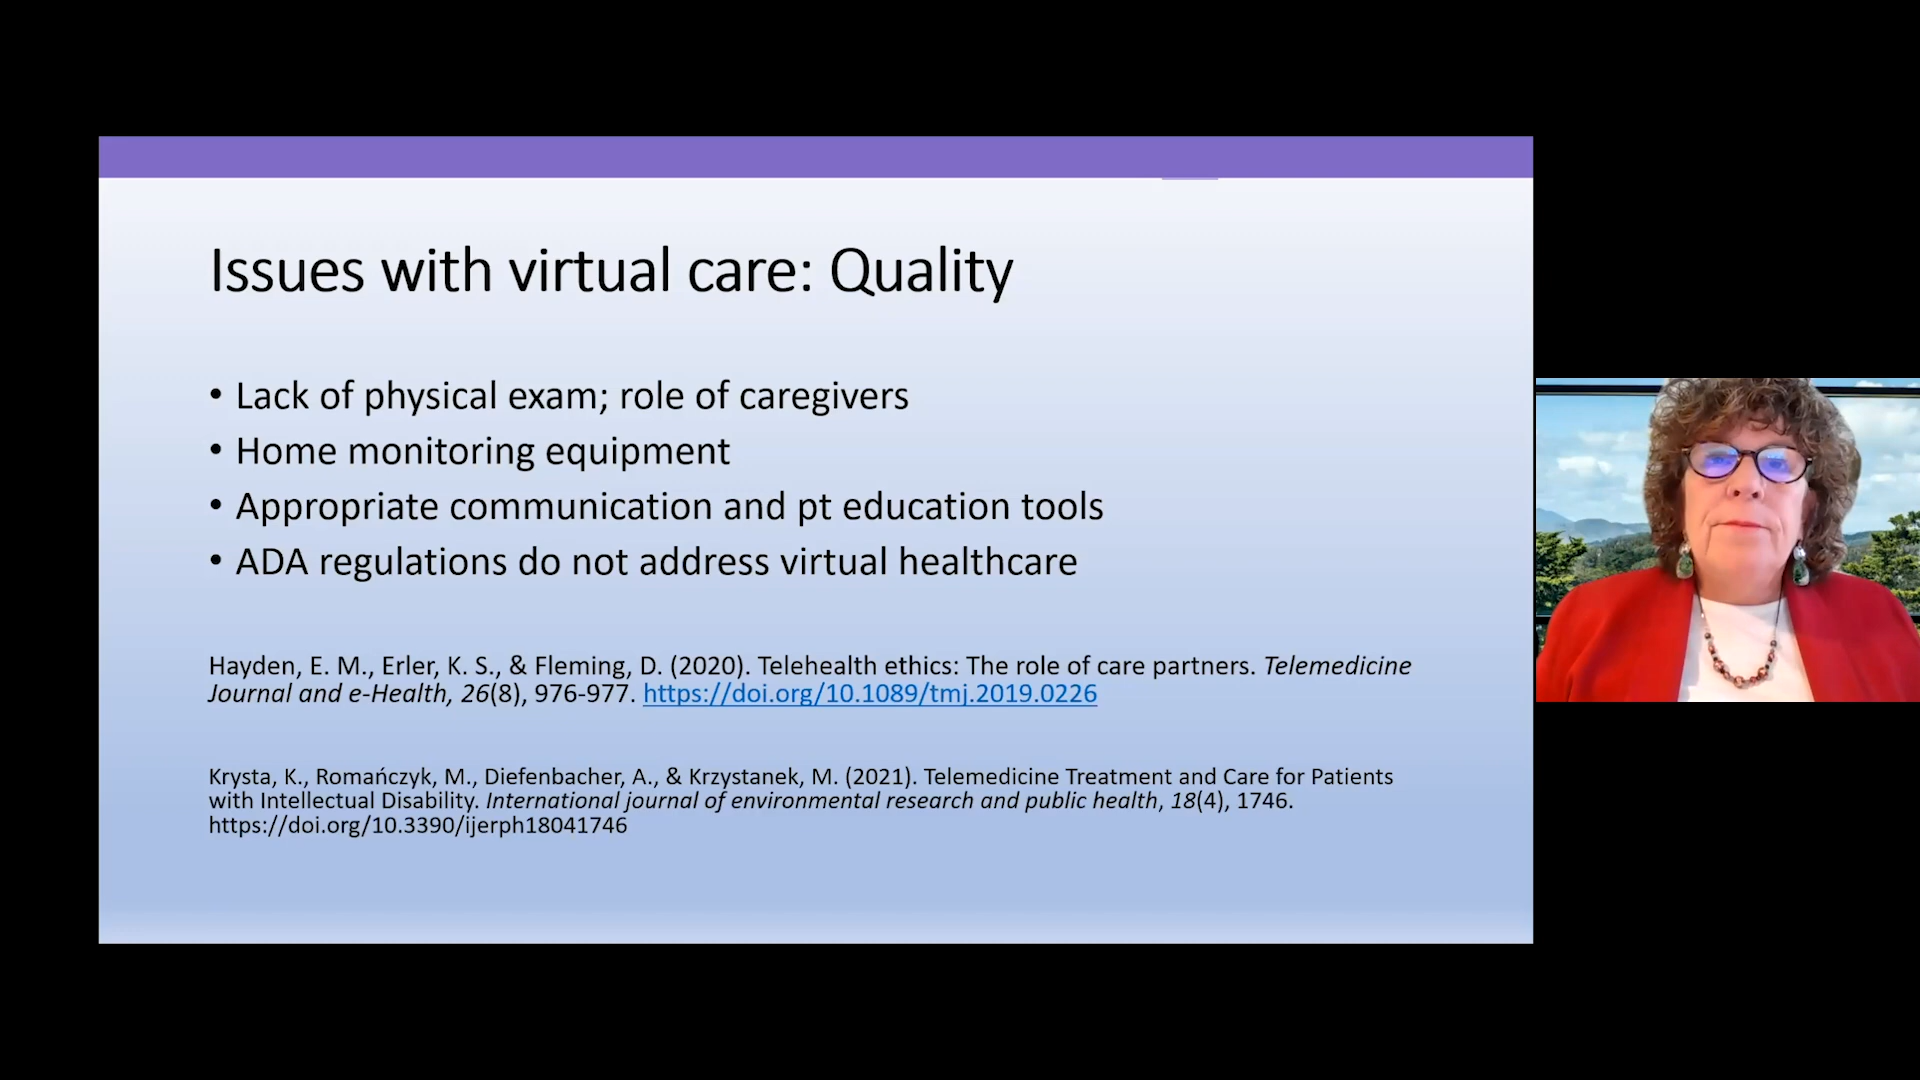 Issues with virtual care: Quality
• Lack of physical exam; role of caregivers
• Home monitoring equipment
• Appropriate communication and pt education tools
• ADA regulations do not address virtual healthcare
Hayden, E. M., Erler, K. S., & Fleming, D. (2020). Telehealth ethics: The role of care partners. Telemedicine
Journal and e-Health, 26(8), 976-977. https://doi.org/10.1089/tmj.2019.0226
Krysta, K., Romańczyk, M., Diefenbacher, A., & Krzystanek, M. (2021). Telemedicine Treatment and Care for Patients
with Intellectual Disability. International journal of environmental research and public health, 18(4), 1746.
https://doi.org/10.3390/ijerph18041746